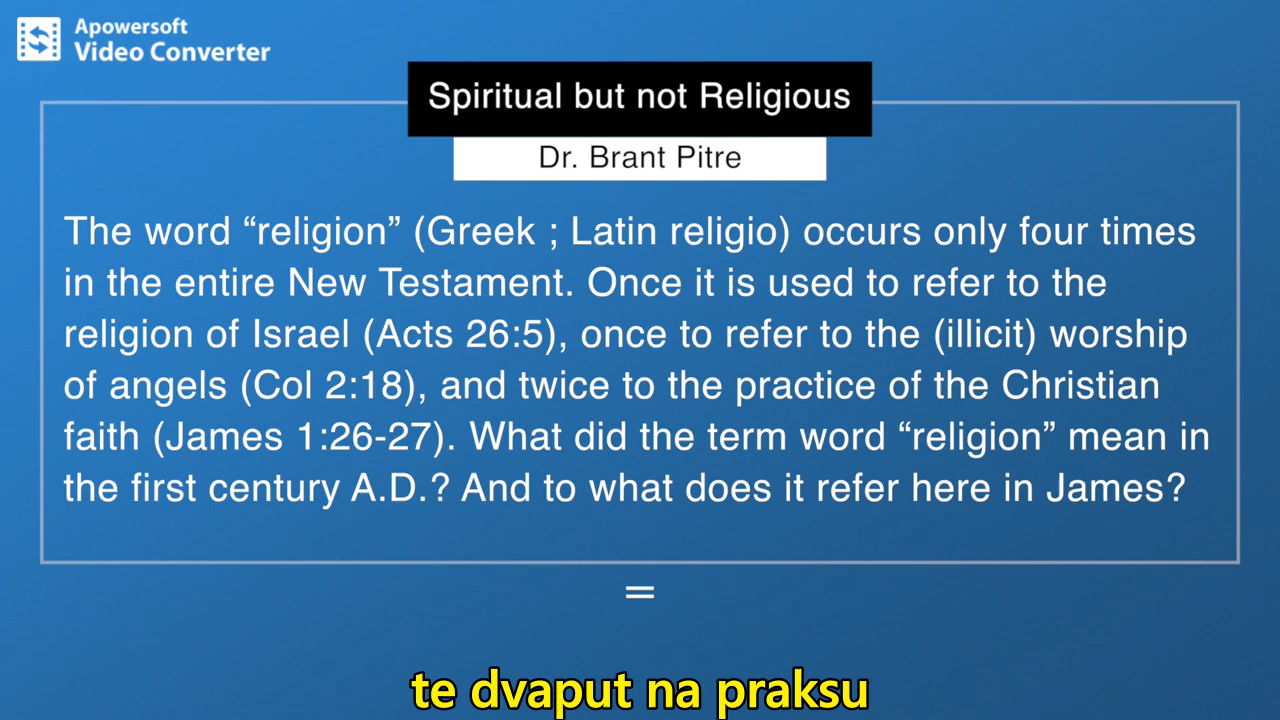 Apowersoft
Video Converter
Spiritual but not Religious
Dr. Brant Pitre
The word “religion” (Greek ; Latin religio) occurs only four times
in the entire New Testament. Once it is used to refer to the
religion of Israel (Acts 26:5), once to refer to the (illicit) worship
of angels (Col 2:18), and twice to the practice of the Christian
faith (James 1:26-27). What did the term word “religion” mean in
the first century A.D.? And to what does it refer here in James?
=
te dvaput na praksu